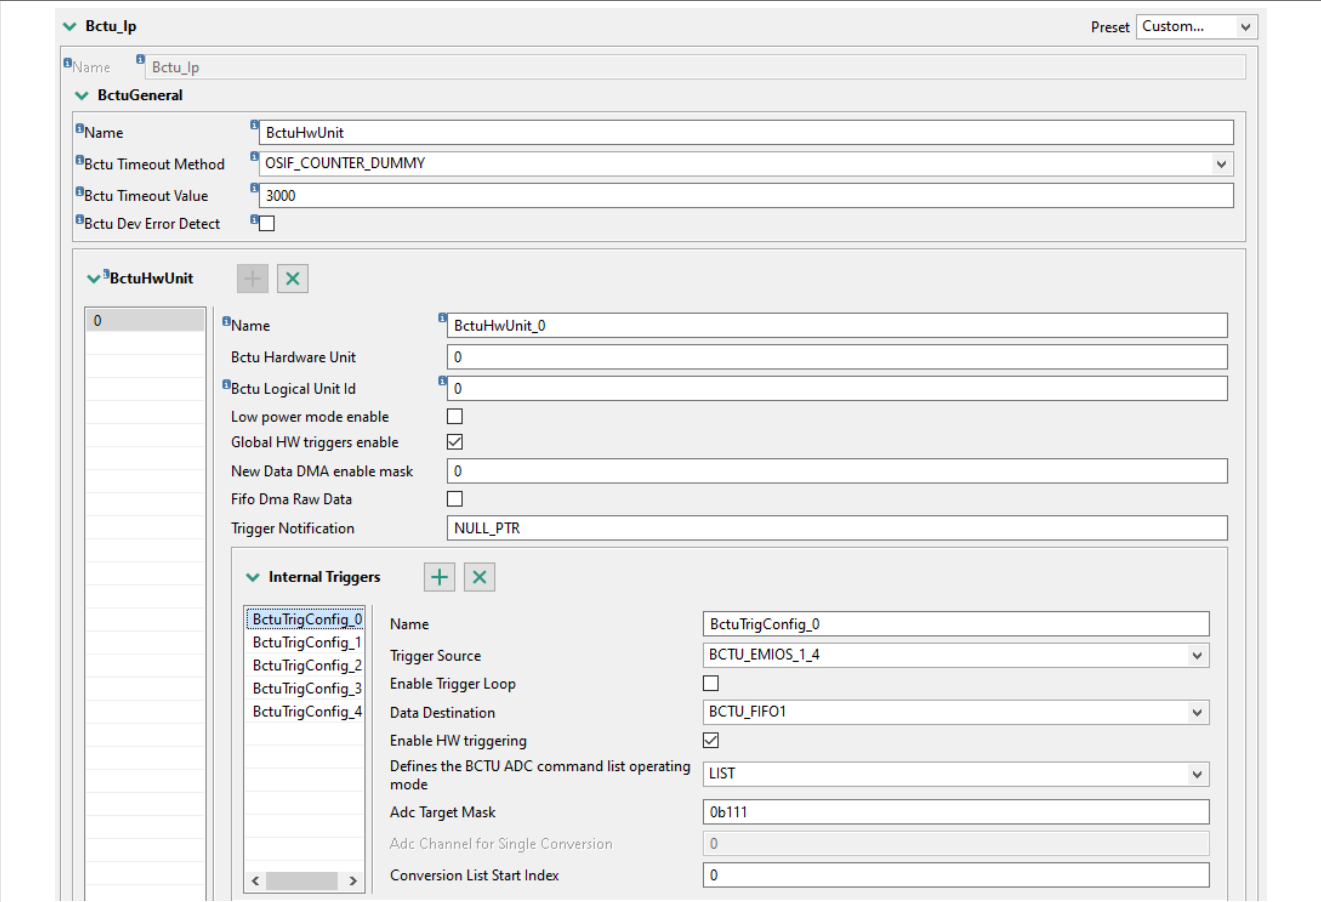 Bctu_Ip
Preset Custom...
Name Bctu_Ip
BctuGeneral
Name BctuHwUnit
Bctu Timeout Method OSIF_COUNTER_DUMMY
Bctu Timeout Value 3000
Bctu Dev Error Detect
BctuHwUnit
0
Name BctuHwUnit_0
Bctu Hardware Unit 0
Bctu Logical Unit Id 0
Low power mode enable
Global HW triggers enable
New Data DMA enable mask 0
Fifo Dma Raw Data
Trigger Notification NULL_PTR
Internal Triggers
BctuTrigConfig_0
BctuTrigConfig_1
BctuTrigConfig_2
BctuTrigConfig_3
BctuTrigConfig_4
Name BctuTrigConfig_0
Trigger Source BCTU_EMIOS_1_4
Enable Trigger Loop
Data Destination BCTU_FIFO1
Enable HW triggering
Defines the BCTU ADC command list operating
mode LIST
Adc Target Mask 0b111
Adc Channel for Single Conversion 0
Conversion List Start Index 0